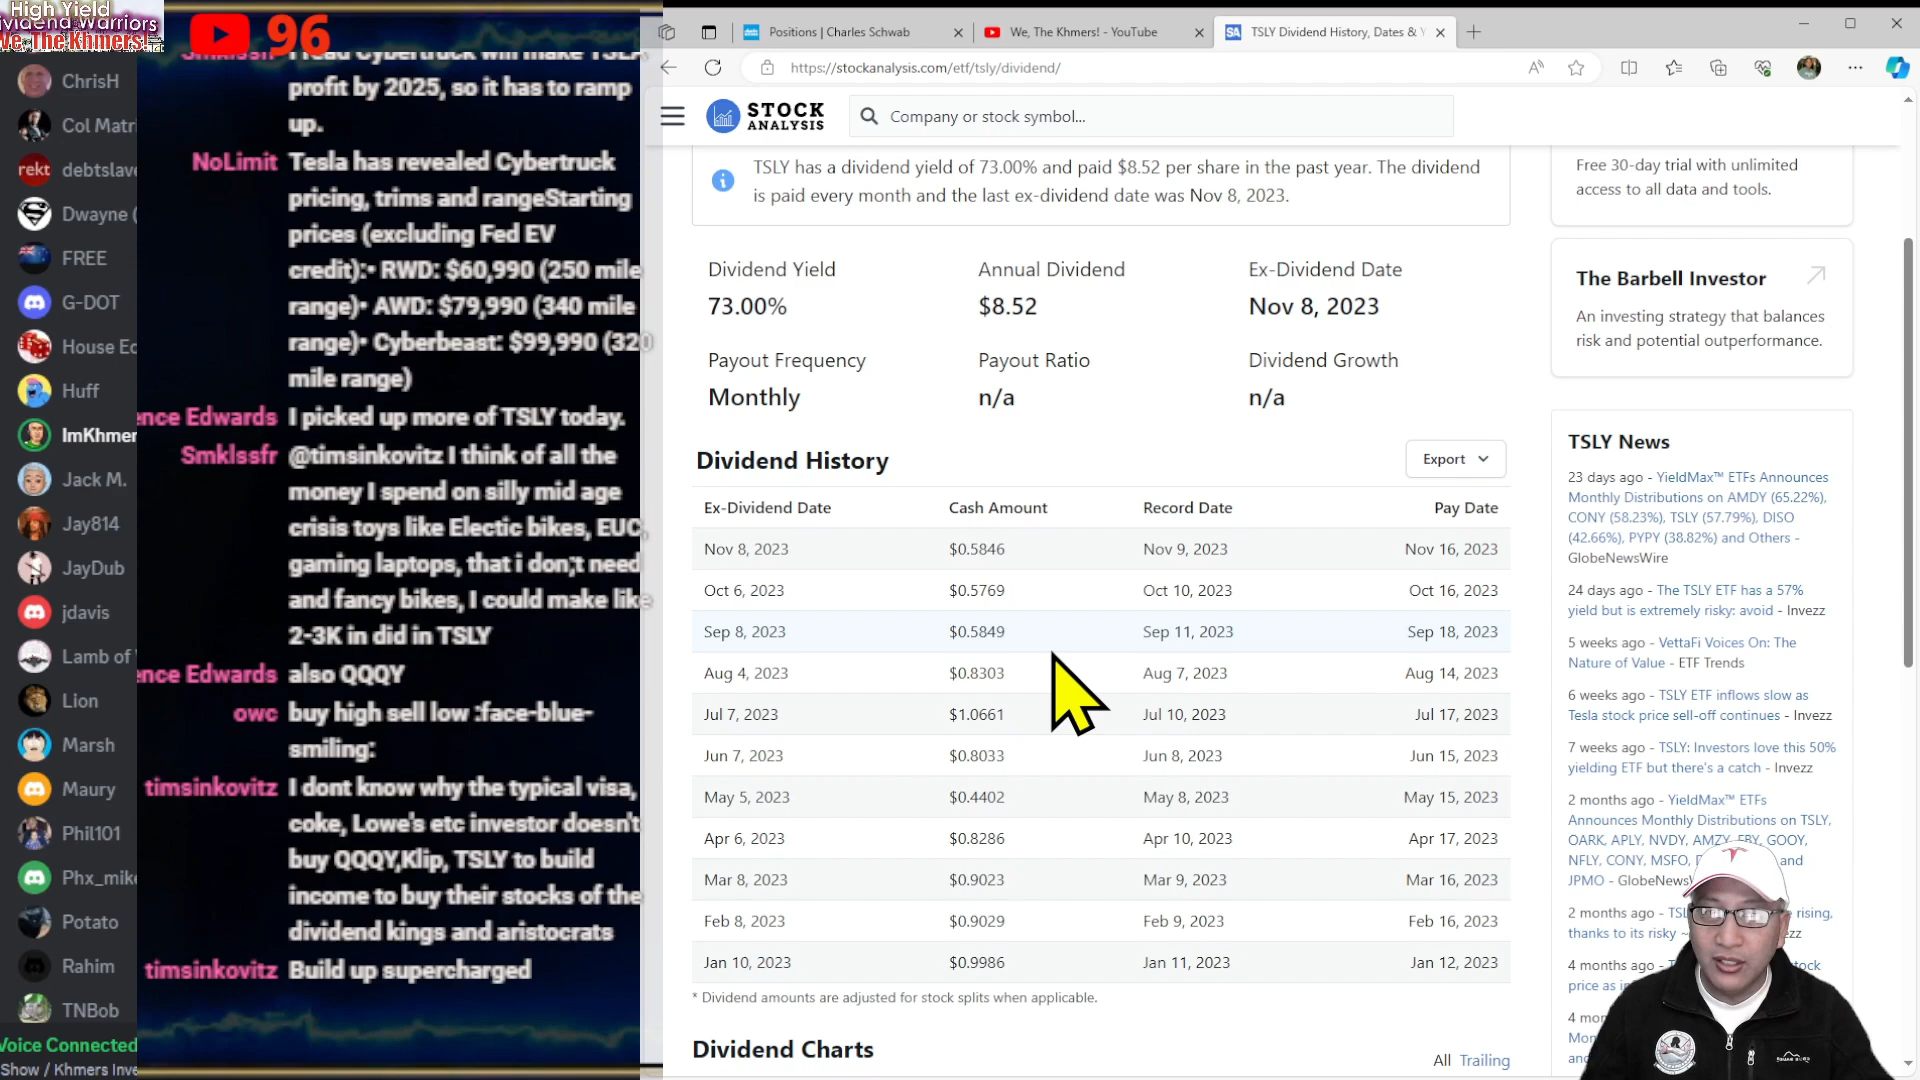 High Yield
Dividend Warriors
We, The Khmers!
96
ChrisH
Col Matri
debtslave
rekt
Dwayne (
FREE
G-DOT
House Ed
Huff
ImKhmer
Jack M.
Jay814
JayDub
jdavis
Lamb of
Lion
Marsh
Maury
Phil101
Phx_mike
Potato
Rahim
TNBob
Voice Connected
Show / Khmers Inve
profit by 2025, so it has to ramp
up.
NoLimit Tesla has revealed Cybertruck
pricing, trims and rangeStarting
prices (excluding Fed EV
credit):• RWD: $60,990 (250 mile
range)• AWD: $79,990 (340 mile
range)• Cyberbeast: $99,990 (320
mile range)
ence Edwards I picked up more of TSLY today.
Smklssfr @timsinkovitz I think of all the
money I spend on silly mid age
crisis toys like Electic bikes, EUC,
gaming laptops, that i don;t need
and fancy bikes, I could make like
2-3K in did in TSLY
ence Edwards also QQQY
owc buy high sell low :face-blue-
smiling:
timsinkovitz I dont know why the typical visa,
coke, Lowe's etc investor doesn't
buy QQQY,Klip, TSLY to build
income to buy their stocks of the
dividend kings and aristocrats
timsinkovitz Build up supercharged
Positions | Charles Schwab
We, The Khmers! - YouTube
TSLY Dividend History, Dates & Y
https://stockanalysis.com/etf/tsly/dividend/
STOCK
ANALYSIS
Company or stock symbol...
TSLY has a dividend yield of 73.00% and paid $8.52 per share in the past year. The dividend
is paid every month and the last ex-dividend date was Nov 8, 2023.
Dividend Yield Annual Dividend Ex-Dividend Date
73.00% $8.52 Nov 8, 2023
Payout Frequency Payout Ratio Dividend Growth
Monthly n/a n/a
Dividend History
Export
Ex-Dividend Date Cash Amount Record Date Pay Date
Nov 8, 2023 $0.5846 Nov 9, 2023 Nov 16, 2023
Oct 6, 2023 $0.5769 Oct 10, 2023 Oct 16, 2023
Sep 8, 2023 $0.5849 Sep 11, 2023 Sep 18, 2023
Aug 4, 2023 $0.8303 Aug 7, 2023 Aug 14, 2023
Jul 7, 2023 $1.0661 Jul 10, 2023 Jul 17, 2023
Jun 7, 2023 $0.8033 Jun 8, 2023 Jun 15, 2023
May 5, 2023 $0.4402 May 8, 2023 May 15, 2023
Apr 6, 2023 $0.8286 Apr 10, 2023 Apr 17, 2023
Mar 8, 2023 $0.9023 Mar 9, 2023 Mar 16, 2023
Feb 8, 2023 $0.9029 Feb 9, 2023 Feb 16, 2023
Jan 10, 2023 $0.9986 Jan 11, 2023 Jan 12, 2023
* Dividend amounts are adjusted for stock splits when applicable.
Dividend Charts
All Trailing
Free 30-day trial with unlimited
access to all data and tools.
The Barbell Investor
An investing strategy that balances
risk and potential outperformance.
TSLY News
23 days ago - YieldMax™ ETFs Announces
Monthly Distributions on AMDY (65.22%),
CONY (58.23%), TSLY (57.79%), DISO
(42.66%), PYPY (38.82%) and Others -
GlobeNewsWire
24 days ago - The TSLY ETF has a 57%
yield but is extremely risky: avoid - Invezz
5 weeks ago - VettaFi Voices On: The
Nature of Value - ETF Trends
6 weeks ago - TSLY ETF inflows slow as
Tesla stock price sell-off continues - Invezz
7 weeks ago - TSLY: Investors love this 50%
yielding ETF but there's a catch - Invezz
2 months ago - YieldMax™ ETFs
Announces Monthly Distributions on TSLY,
OARK, APLY, NVDY, AMZY, FBY, GOOY,
NFLY, CONY, MSFO, and
JPMO - GlobeNewsW
2 months ago - TSL rising,
thanks to its risky
4 months ago - stock
price as
4 mon
Mon
and